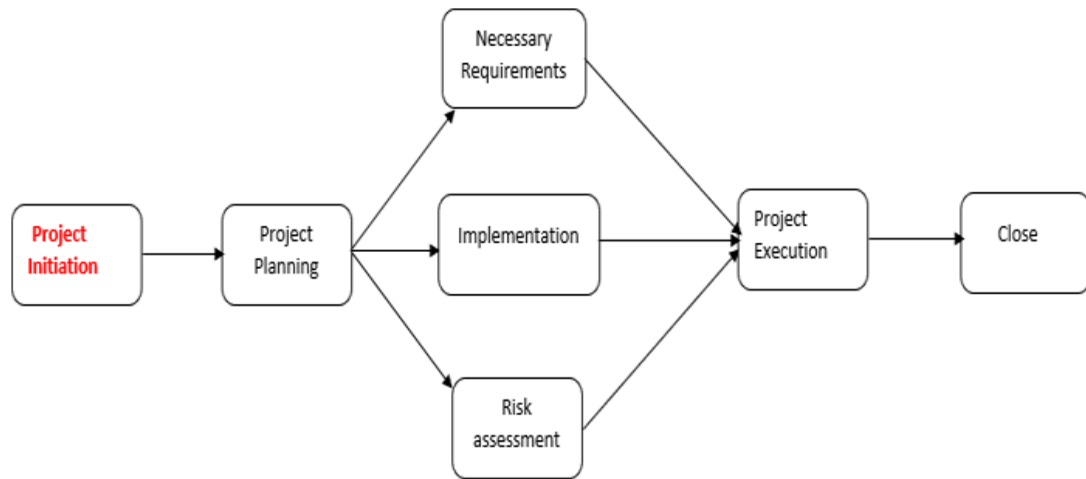 Project
Initiation
Project
Planning
Necessary
Requirements
Implementation
Risk
assessment
Project
Execution
Close